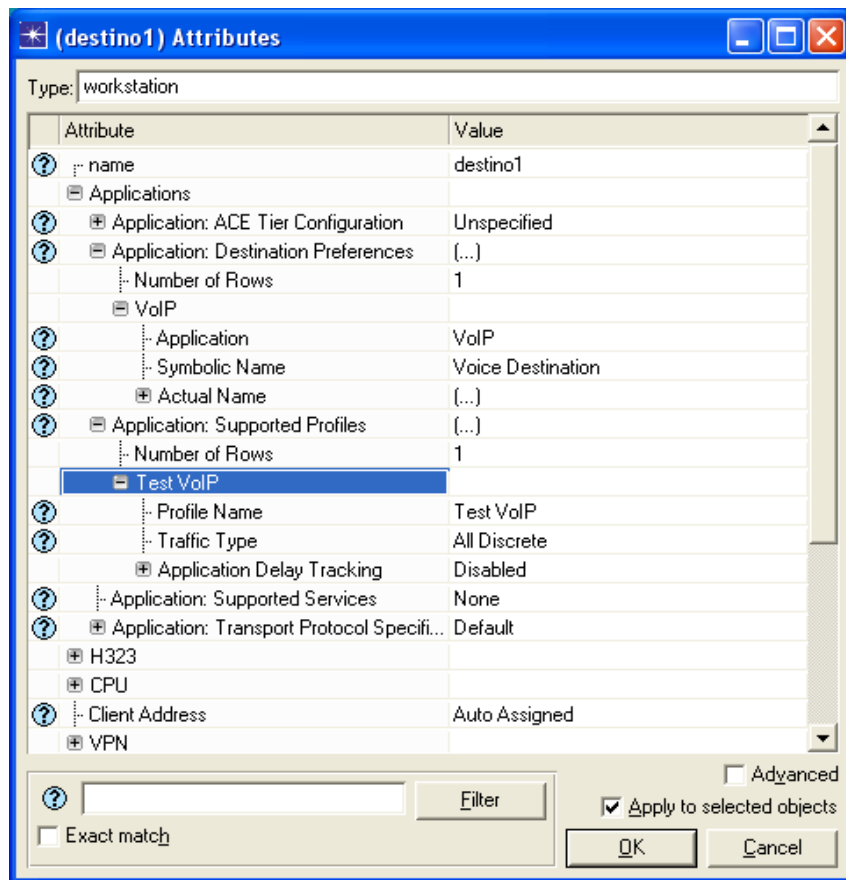 (destino1) Attributes
Type: workstation
Attribute Value
name destino1
Applications
Application: ACE Tier Configuration Unspecified
Application: Destination Preferences (...)
Number of Rows 1
VoIP
Application VoIP
Symbolic Name Voice Destination
Actual Name (...)
Application: Supported Profiles (...)
Number of Rows 1
Test VoIP
Profile Name Test VoIP
Traffic Type All Discrete
Application Delay Tracking Disabled
Application: Supported Services None
Application: Transport Protocol Specifi... Default
H323
CPU
Client Address Auto Assigned
VPN
Advanced
Filter
Apply to selected objects
Exact match
OK Cancel